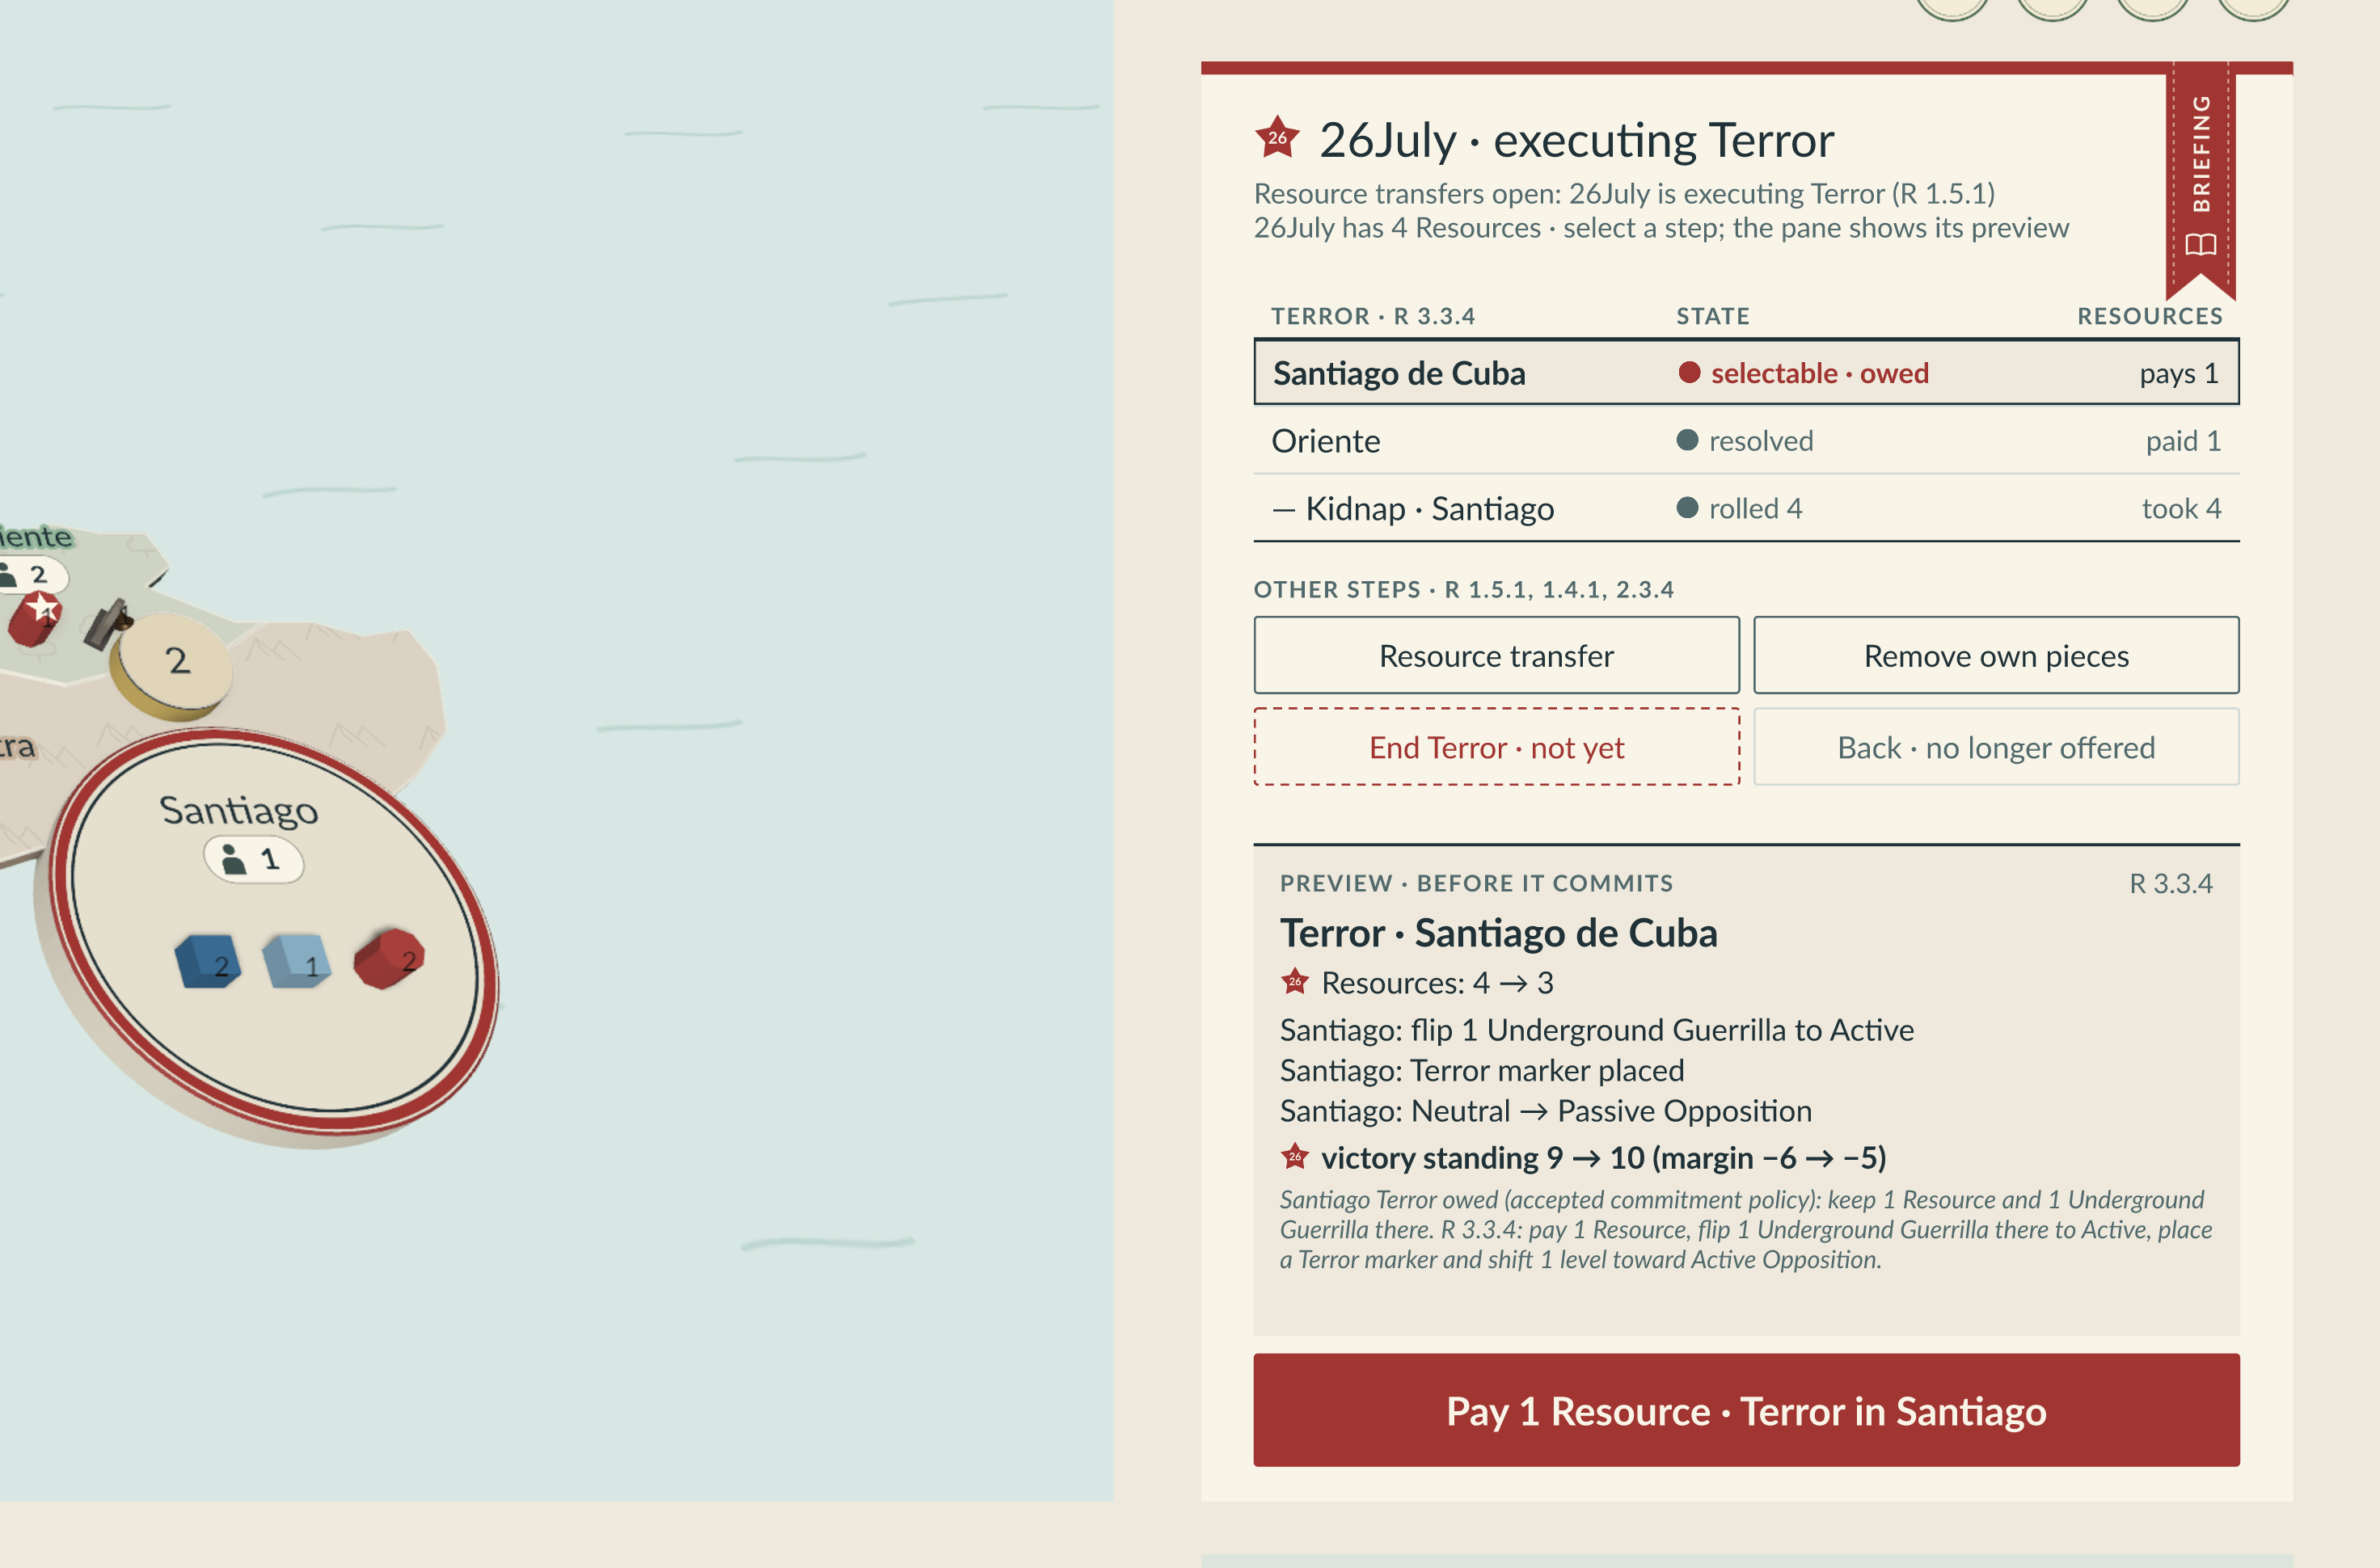 iente
2
1
2
tra
Santiago
1
2
1
2
BRIEFING
26
26July · executing Terror
Resource transfers open: 26July is executing Terror (R 1.5.1)
26July has 4 Resources · select a step; the pane shows its preview
TERROR · R 3.3.4 STATE RESOURCES
Santiago de Cuba selectable · owed pays 1
Oriente resolved paid 1
– Kidnap · Santiago rolled 4 took 4
OTHER STEPS · R 1.5.1, 1.4.1, 2.3.4
Resource transfer Remove own pieces
End Terror · not yet Back · no longer offered
PREVIEW · BEFORE IT COMMITS R 3.3.4
Terror · Santiago de Cuba
26 Resources: 4 → 3
Santiago: flip 1 Underground Guerrilla to Active
Santiago: Terror marker placed
Santiago: Neutral → Passive Opposition
26 victory standing 9 → 10 (margin −6 → −5)
Santiago Terror owed (accepted commitment policy): keep 1 Resource and 1 Underground
Guerrilla there. R 3.3.4: pay 1 Resource, flip 1 Underground Guerrilla there to Active, place
a Terror marker and shift 1 level toward Active Opposition.
Pay 1 Resource · Terror in Santiago